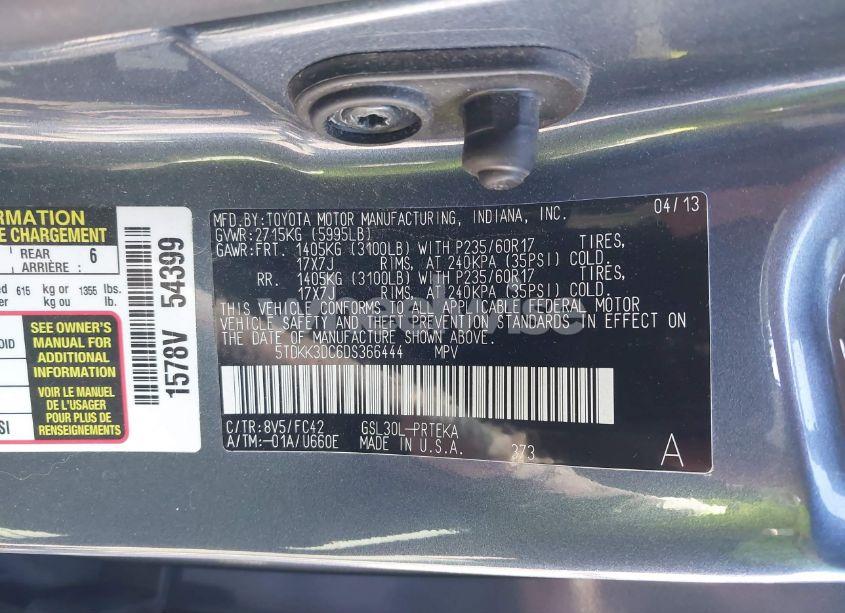 RMATION
E CHARGEMENT
REAR
ARRIÈRE : 6
ed 615 kg or 1355 lbs.
kg ou lb.
OID
SEE OWNER'S
MANUAL FOR
ADDITIONAL
INFORMATION
VOIR LE MANUEL
DE L'USAGER
POUR PLUS DE
RENSEIGNEMENTS
SI
1578V 54399
MFD.BY:TOYOTA MOTOR MANUFACTURING, INDIANA, INC. 04/13
GVWR:2715KG (5995LB)
GAWR:FRT. 1405KG (3100LB) WITH P235/60R17 TIRES,
17X7J RIMS, AT 240KPA (35PSI) COLD.
RR. 1405KG (3100LB) WITH P235/60R17 TIRES,
17X7J RIMS, AT 240KPA (35PSI) COLD.
THIS VEHICLE CONFORMS TO ALL APPLICABLE FEDERAL MOTOR
VEHICLE SAFETY AND THEFT PREVENTION STANDARDS IN EFFECT ON
THE DATE OF MANUFACTURE SHOWN ABOVE.
5TDKK3DC6DS366444 MPV
C/TR:8V5/FC42 GSL30L-PRTEKA
A/TM:-01A/U660E MADE IN U.S.A. 373 A
wheelwise